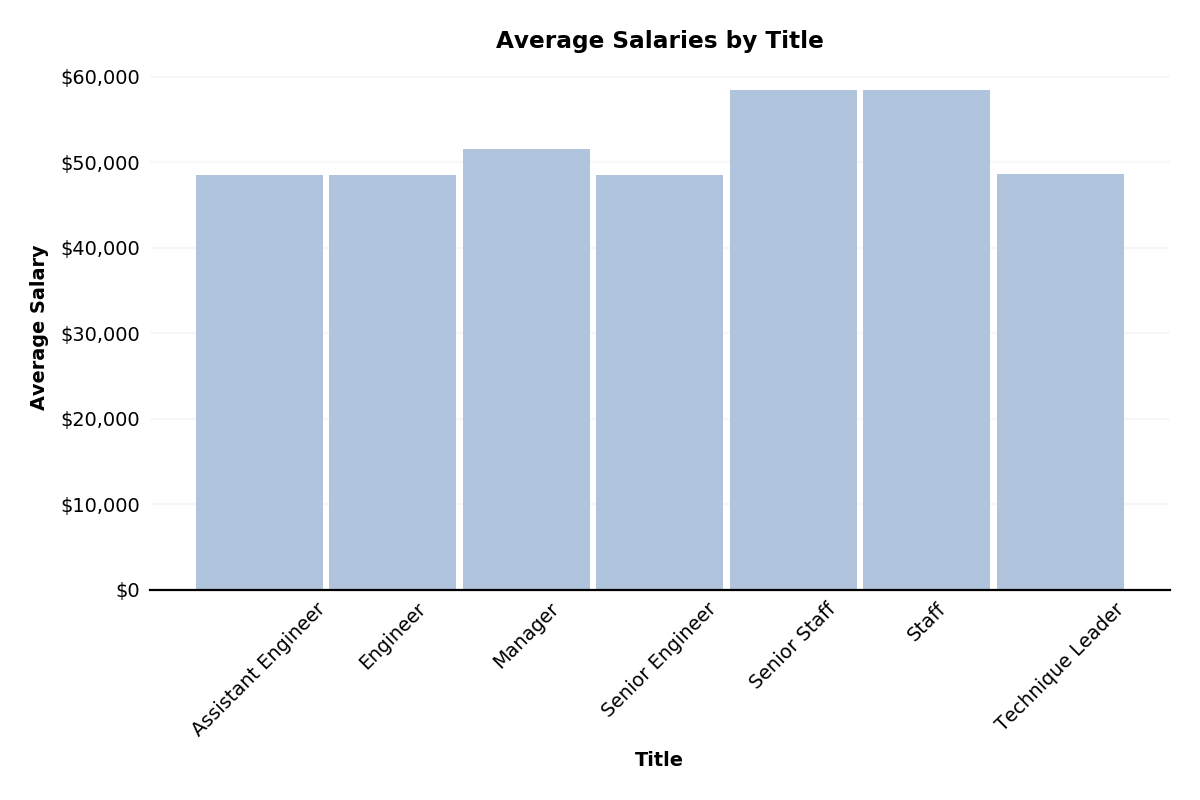 Average Salaries by Title
$60,000
$50,000
$40,000
$30,000
$20,000
$10,000
$0
Average Salary
Assistant Engineer
Engineer
Manager
Senior Engineer
Senior Staff
Staff
Technique Leader
Title